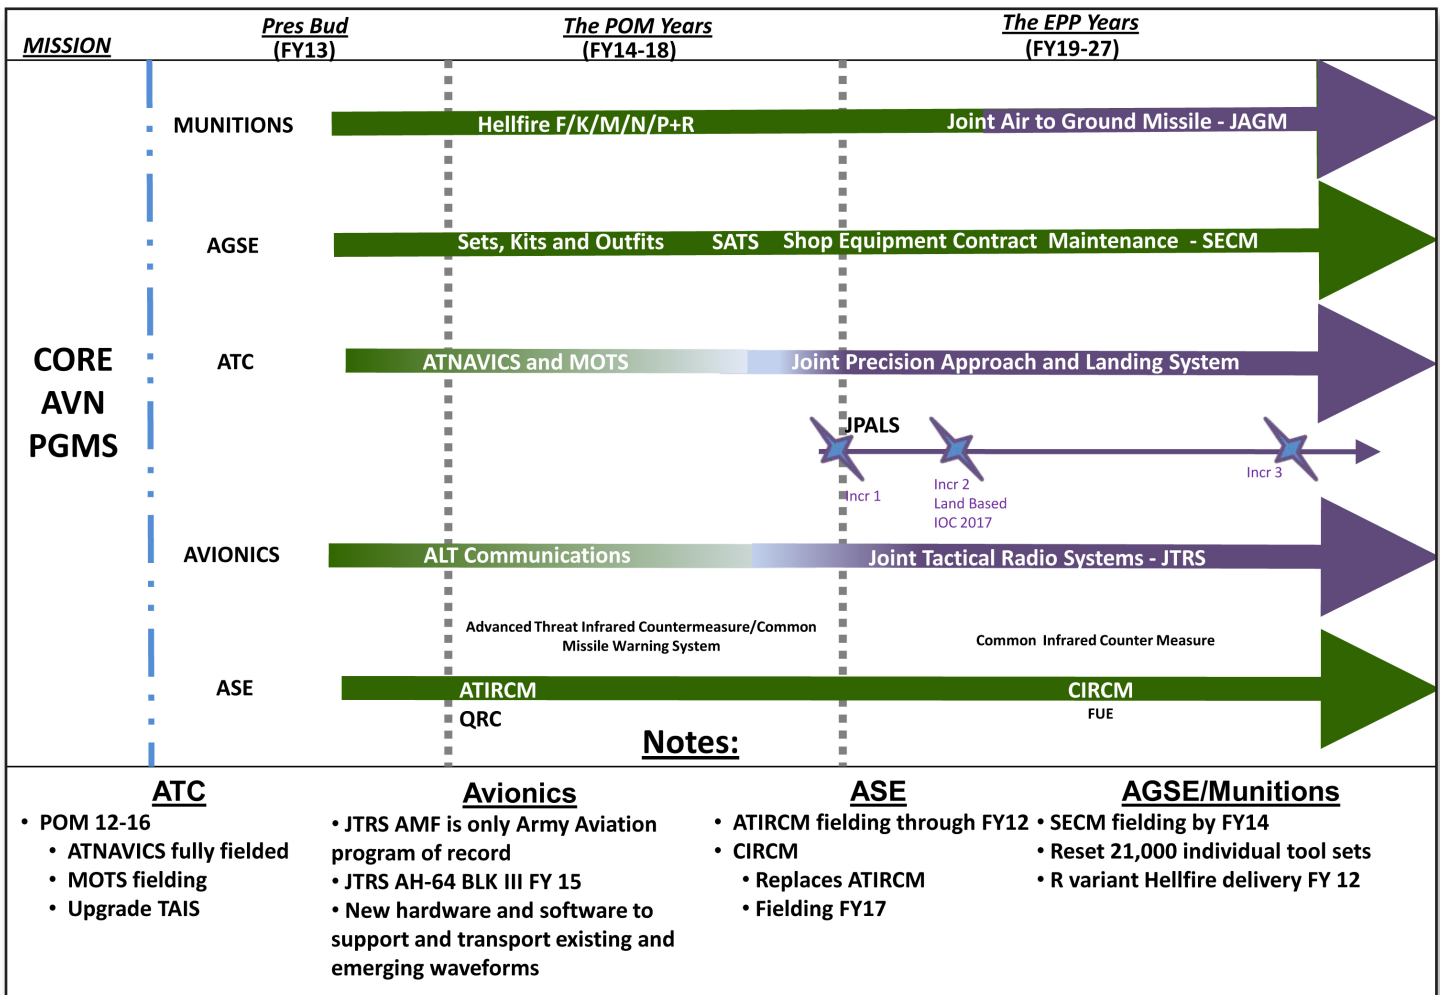 MISSION
Pres Bud
(FY13)
The POM Years
(FY14-18)
The EPP Years
(FY19-27)
CORE
AVN
PGMS
MUNITIONS
Hellfire F/K/M/N/P+R
Joint Air to Ground Missile - JAGM
AGSE
Sets, Kits and Outfits
SATS
Shop Equipment Contract Maintenance - SECM
ATC
ATNAVICS and MOTS
Joint Precision Approach and Landing System
JPALS
Incr 1
Incr 2
Land Based
IOC 2017
Incr 3
AVIONICS
ALT Communications
Joint Tactical Radio Systems - JTRS
Advanced Threat Infrared Countermeasure/Common
Missile Warning System
Common Infrared Counter Measure
ASE
ATIRCM
CIRCM
QRC
FUE
Notes:
ATC
• POM 12-16
• ATNAVICS fully fielded
• MOTS fielding
• Upgrade TAIS
Avionics
• JTRS AMF is only Army Aviation
program of record
• JTRS AH-64 BLK III FY 15
• New hardware and software to
support and transport existing and
emerging waveforms
ASE
• ATIRCM fielding through FY12
• CIRCM
• Replaces ATIRCM
• Fielding FY17
AGSE/Munitions
• SECM fielding by FY14
• Reset 21,000 individual tool sets
• R variant Hellfire delivery FY 12